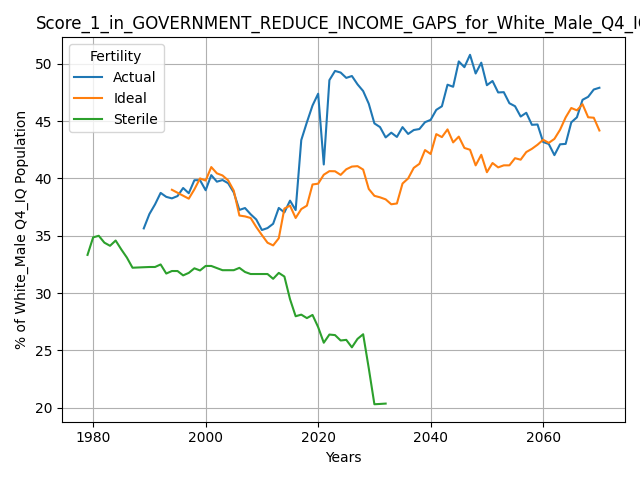 Score_1_in_GOVERNMENT_REDUCE_INCOME_GAPS_for_White_Male_Q4_IQ
Fertility
Actual
Ideal
Sterile
% of White_Male Q4_IQ Population
50
45
40
35
30
25
20
1980
2000
2020
2040
2060
Years